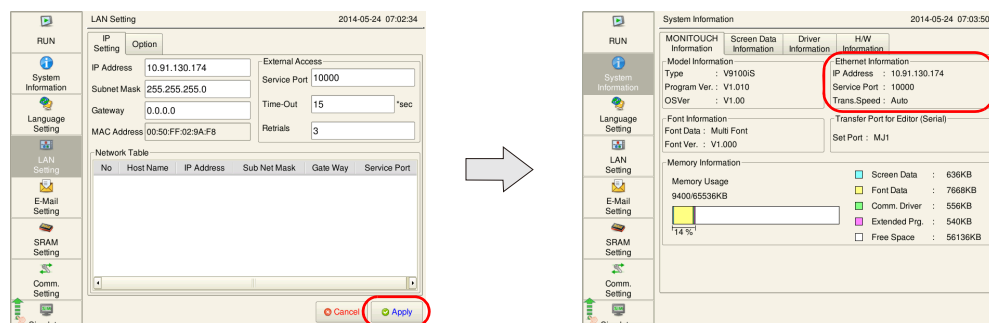 RUN
System
Information
Language
Setting
LAN
Setting
E-Mail
Setting
SRAM
Setting
Comm.
Setting
LAN Setting 2014-05-24 07:02:34
IP
Setting
Option
IP Address 10.91.130.174
Subnet Mask 255.255.255.0
Gateway 0.0.0.0
MAC Address 00:50:FF:02:9A:F8
External Access
Service Port 10000
Time-Out 15 *sec
Retrials 3
Network Table
No Host Name IP Address Sub Net Mask Gate Way Service Port
Cancel Apply
RUN
System
Information
Language
Setting
LAN
Setting
E-Mail
Setting
SRAM
Setting
Comm.
Setting
System Information 2014-05-24 07:03:50
MONITOUCH
Information
Screen Data
Information
Driver
Information
H/W
Information
Model Information
Type : V9100iS
Program Ver. : V1.010
OSVer : V1.00
Ethernet Information
IP Address : 10.91.130.174
Service Port : 10000
Trans.Speed : Auto
Font Information
Font Data : Multi Font
Font Ver. : V1.000
Transfer Port for Editor (Serial)
Set Port : MJ1
Memory Information
Memory Usage
9400/65536KB
14 %
Screen Data : 636KB
Font Data : 7668KB
Comm. Driver : 556KB
Extended Prg. : 540KB
Free Space : 56136KB